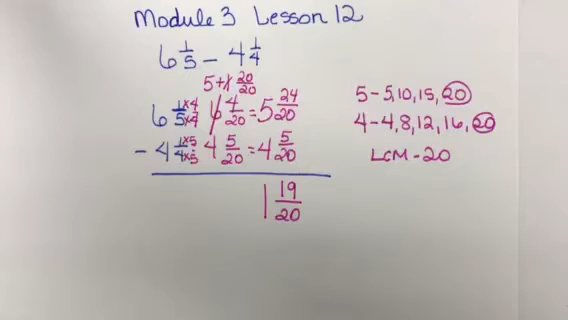 Module 3 Lesson 12
6 1/5 - 4 1/4
5 + 1 20/20
6 1/5 ×4/×4 6 4/20 = 5 24/20
- 4 1/4 ×5/×5 4 5/20 = 4 5/20
1 19/20
5 - 5, 10, 15, 20
4 - 4, 8, 12, 16, 20
LCM - 20